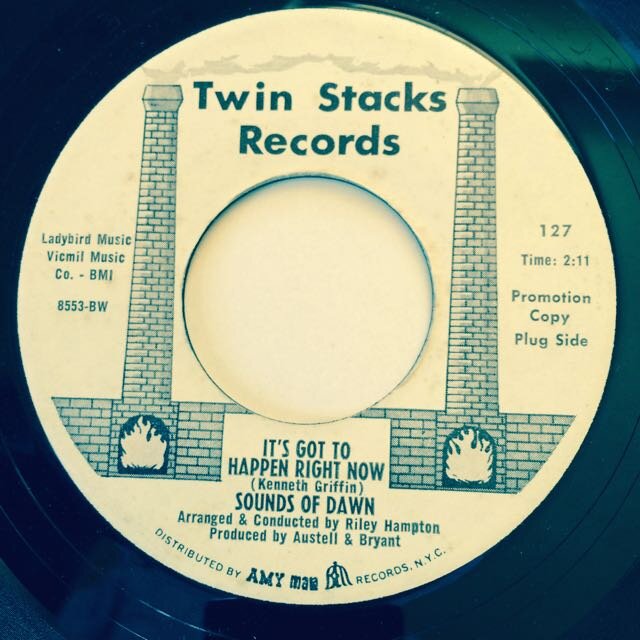 Twin Stacks
Records
Ladybird Music
Vicmil Music
Co. - BMI
8553-BW
127
Time: 2:11
Promotion
Copy
Plug Side
IT'S GOT TO
HAPPEN RIGHT NOW
(Kenneth Griffin)
SOUNDS OF DAWN
Arranged & Conducted by Riley Hampton
Produced by Austell & Bryant
DISTRIBUTED BY AMY mala Bell RECORDS, N.Y.C.